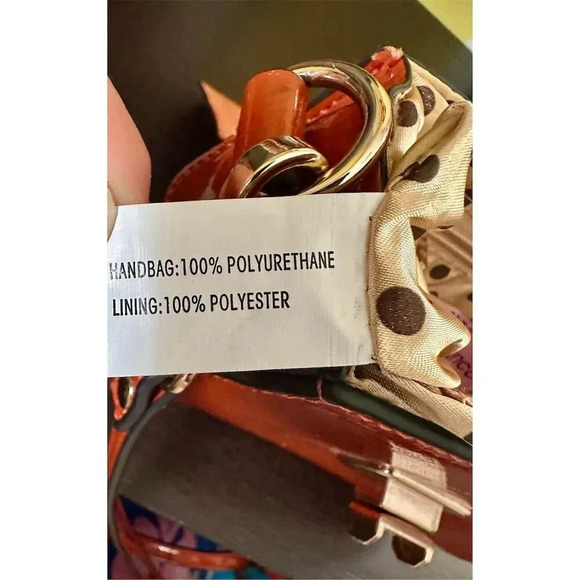 HANDBAG:100% POLYURETHANE
LINING:100% POLYESTER